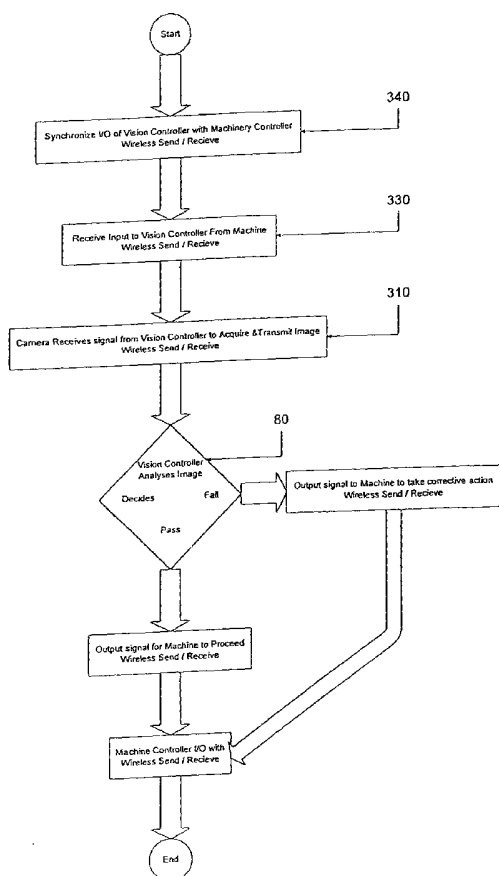 Start
340
Synchronize I/O of Vision Controller with Machinery Controller
Wireless Send / Recieve
330
Receive Input to Vision Controller From Machine
Wireless Send / Recieve
310
Camera Receives signal from Vision Controller to Acquire &Transmit Image
Wireless Send / Receive
80
Vision Controller
Analyses Image
Decides Fail
Pass
Output signal to Machine to take corrective action
Wireless Send / Recieve
Output signal for Machine to Proceed
Wireless Send / Receive
Machine Controller I/O with
Wireless Send / Recieve
End